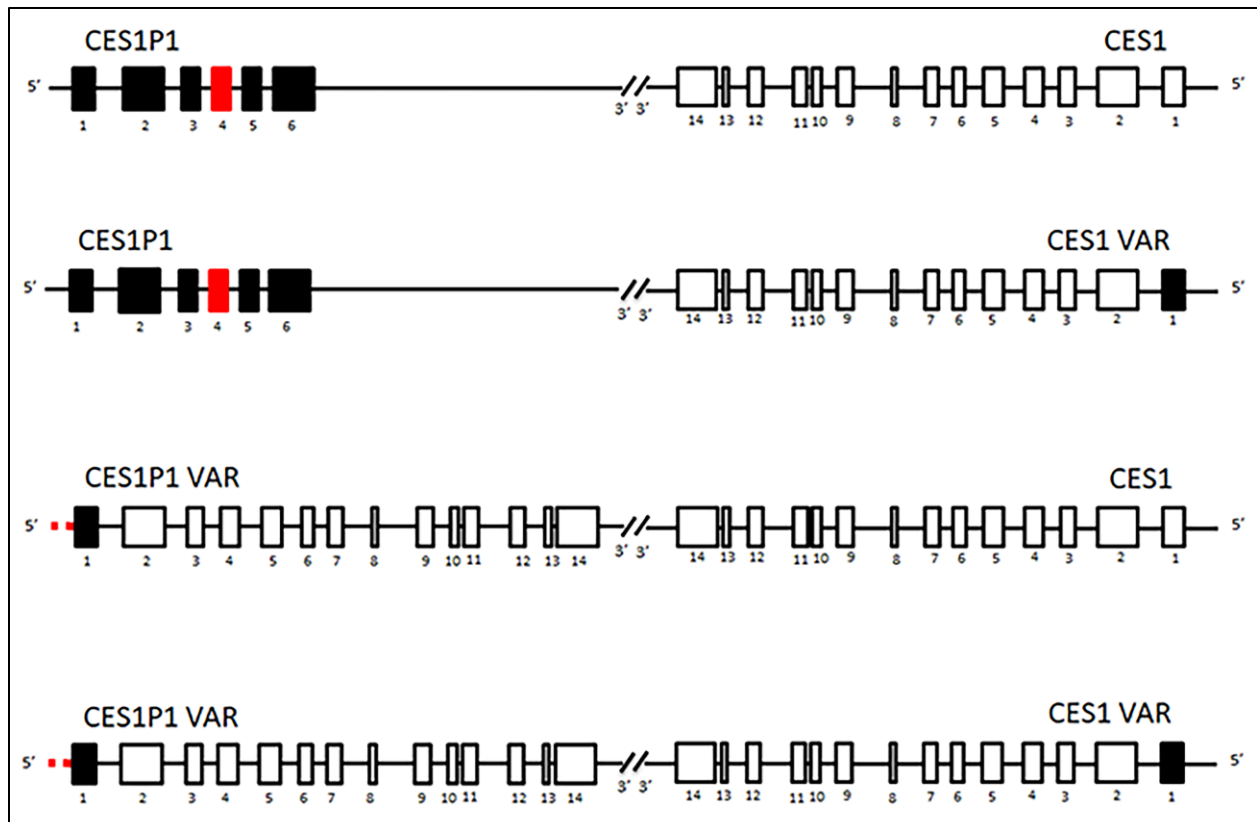 CES1P1 CES1
5' 3' 3' 5'
1 2 3 4 5 6 14 13 12 11 10 9 8 7 6 5 4 3 2 1
CES1P1 CES1 VAR
5' 3' 3' 5'
1 2 3 4 5 6 14 13 12 11 10 9 8 7 6 5 4 3 2 1
CES1P1 VAR CES1
5' 3' 3' 5'
1 2 3 4 5 6 7 8 9 10 11 12 13 14 14 13 12 11 10 9 8 7 6 5 4 3 2 1
CES1P1 VAR CES1 VAR
5' 3' 3' 5'
1 2 3 4 5 6 7 8 9 10 11 12 13 14 14 13 12 11 10 9 8 7 6 5 4 3 2 1